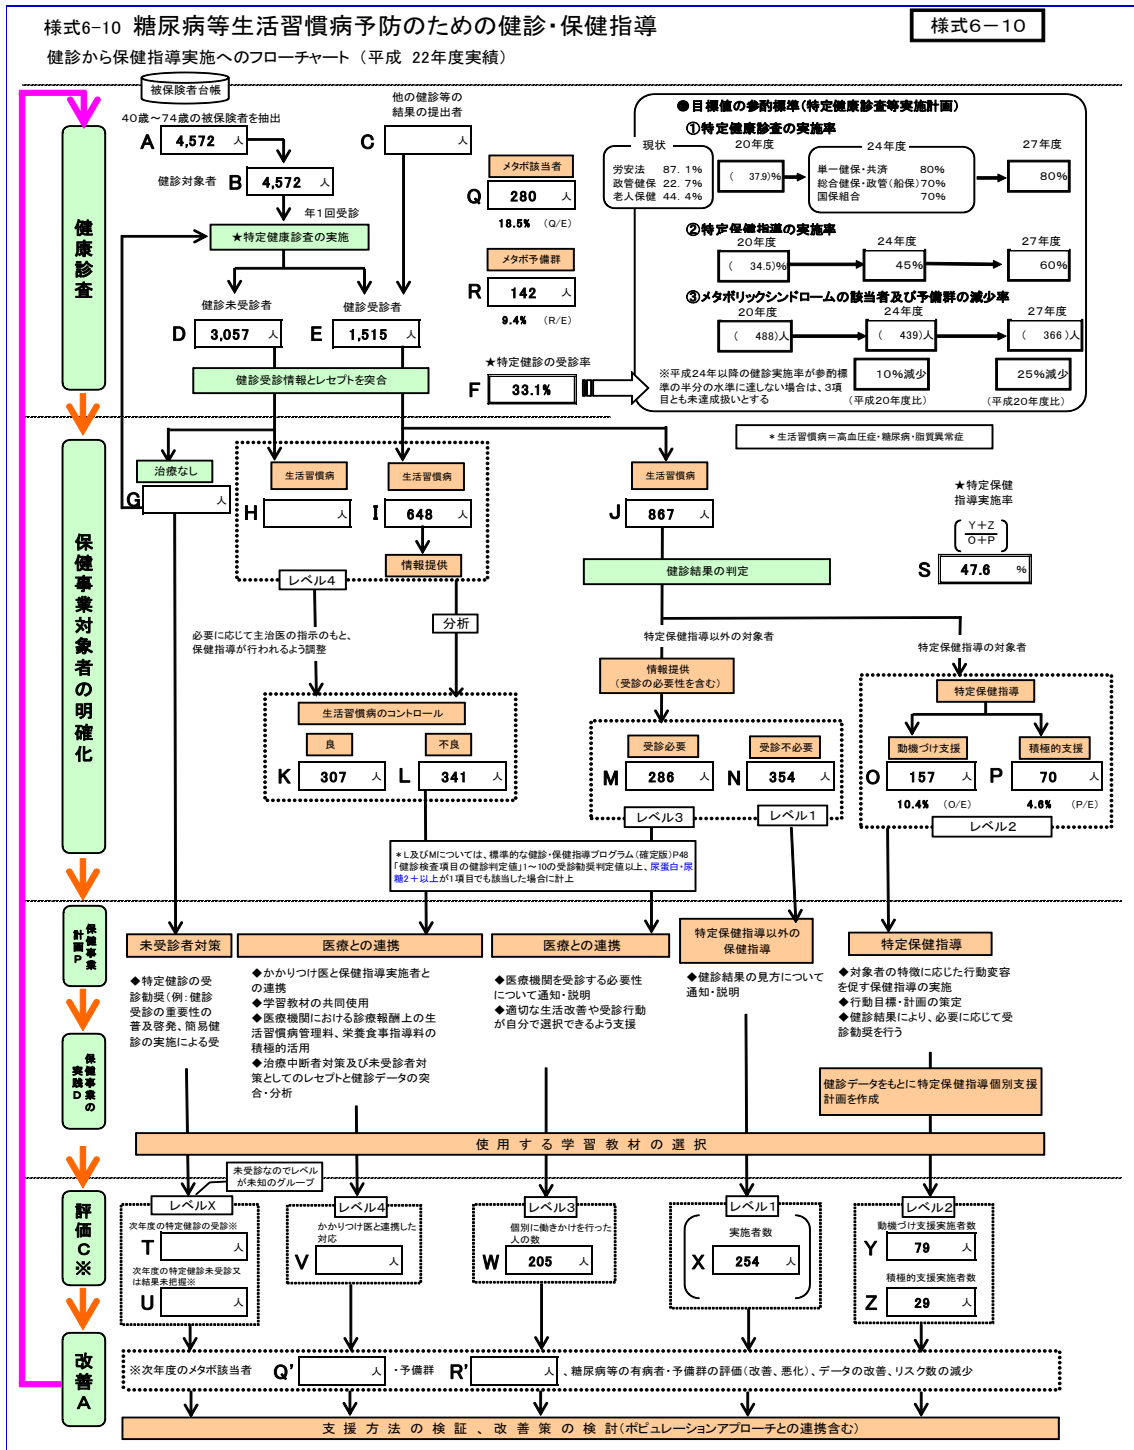 様式6-10 糖尿病等生活習慣病予防のための健診・保健指導
様式6－10
健診から保健指導実施へのフローチャート (平成 22年度実績)
被保険者台帳
40歳～74歳の被保険者を抽出
A 4,572 人
健診対象者 B 4,572 人
年1回受診
★特定健康診査の実施
他の健診等の
結果の提出者
C 人
健診未受診者
D 3,057 人
健診受診者
E 1,515 人
健診受診情報とレセプトを突合
メタボ該当者
Q 280 人
18.5% (Q/E)
メタボ予備群
R 142 人
9.4% (R/E)
★特定健診の受診率
F 33.1%
●目標値の参酌標準(特定健康診査等実施計画)
①特定健康診査の実施率
現状
労安法 87.1%
政管健保 22.7%
老人保健 44.4%
20年度
( 37.9)%
24年度
単一健保・共済 80%
総合健保・政管(船保)70%
国保組合 70%
27年度
80%
②特定保健指導の実施率
20年度 24年度 27年度
( 34.5)% 45% 60%
③メタボリックシンドロームの該当者及び予備群の減少率
20年度 24年度 27年度
( 488)人 ( 439)人 ( 366)人
※平成24年以降の健診実施率が参酌標
準の半分の水準に達しない場合は、3項
目とも未達成扱いとする
10%減少 25%減少
(平成20年度比) (平成20年度比)
健康診査
＊生活習慣病＝高血圧症・糖尿病・脂質異常症
治療なし
G 人
生活習慣病
H 人
生活習慣病
I 648 人
情報提供
レベル4
生活習慣病
J 867 人
健診結果の判定
★特定保健
指導実施率
(Y+Z/O+P)
S 47.6 %
保健事業対象者の明確化
必要に応じて主治医の指示のもと、
保健指導が行われるよう調整
分析
生活習慣病のコントロール
良 不良
K 307 人 L 341 人
特定保健指導以外の対象者
情報提供
(受診の必要性を含む)
受診必要 受診不必要
M 286 人 N 354 人
レベル3 レベル1
特定保健指導の対象者
特定保健指導
動機づけ支援 積極的支援
O 157 人 P 70 人
10.4% (O/E) 4.6% (P/E)
レベル2
＊L及びMについては、標準的な健診・保健指導プログラム(確定版)P48
「健診検査項目の健診判定値」1～10の受診勧奨判定値以上、尿蛋白・尿
糖2＋以上が1項目でも該当した場合に計上
保健事業
計画P
未受診者対策
◆特定健診の受
診勧奨(例：健診
受診の重要性の
普及啓発、簡易健
診の実施による受
医療との連携
◆かかりつけ医と保健指導実施者と
の連携
◆学習教材の共同使用
◆医療機関における診療報酬上の生
活習慣病管理料、栄養食事指導料の
積極的活用
◆治療中断者対策及び未受診者対
策としてのレセプトと健診データの突
合・分析
医療との連携
◆医療機関を受診する必要性
について通知・説明
◆適切な生活改善や受診行動
が自分で選択できるよう支援
特定保健指導以外の
保健指導
◆健診結果の見方について
通知・説明
特定保健指導
◆対象者の特徴に応じた行動変容
を促す保健指導の実施
◆行動目標・計画の策定
◆健診結果により、必要に応じて受
診勧奨を行う
保健事業の
実践D
健診データをもとに特定保健指導個別支援
計画を作成
使用する学習教材の選択
未受診なのでレベル
が未知のグループ
評価C※
レベルX
次年度の特定健診の受診※
T 人
次年度の特定健診未受診又
は結果未把握※
U 人
レベル4
かかりつけ医と連携した
対応
V 人
レベル3
個別に働きかけを行った
人の数
W 205 人
レベル1
実施者数
X 254 人
レベル2
動機づけ支援実施者数
Y 79 人
積極的支援実施者数
Z 29 人
改善A
※次年度のメタボ該当者 Q' 人 ・予備群 R' 人 、糖尿病等の有病者・予備群の評価(改善、悪化)、データの改善、リスク数の減少
支援方法の検証、改善策の検討(ポピュレーションアプローチとの連携含む)